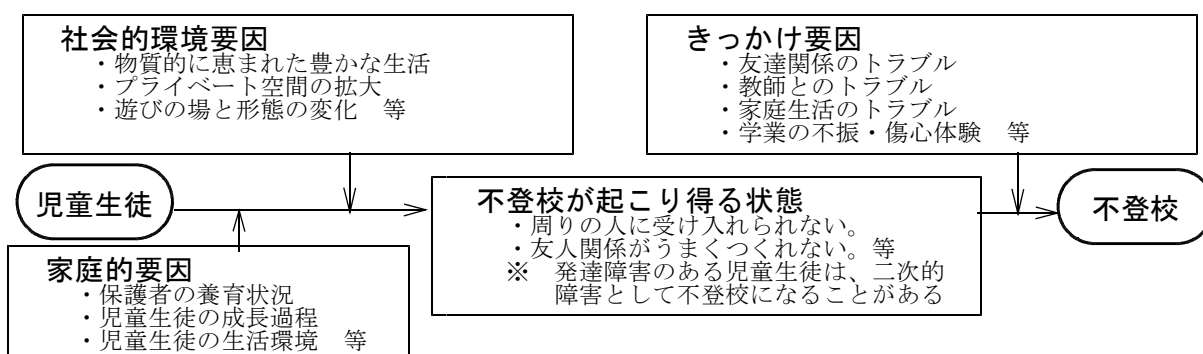 社会的環境要因
・物質的に恵まれた豊かな生活
・プライベート空間の拡大
・遊びの場と形態の変化　等
きっかけ要因
・友達関係のトラブル
・教師とのトラブル
・家庭生活のトラブル
・学業の不振・傷心体験　等
児童生徒
不登校が起こり得る状態
・周りの人に受け入れられない。
・友人関係がうまくつくれない。等
※　発達障害のある児童生徒は、二次的
障害として不登校になることがある
不登校
家庭的要因
・保護者の養育状況
・児童生徒の成長過程
・児童生徒の生活環境　等